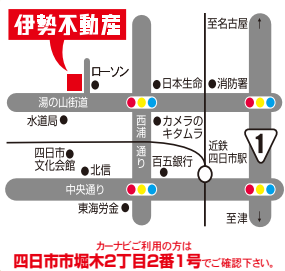 伊勢不動産
至名古屋
↑
ローソン
日本生命
消防署
湯の山街道
水道局
西浦通り
カメラの
キタムラ
1
近鉄
四日市駅
四日市
文化会館
北信
百五銀行
中央通り
東海労金
至津
↓
カーナビご利用の方は
四日市市堀木2丁目2番1号でご確認下さい。